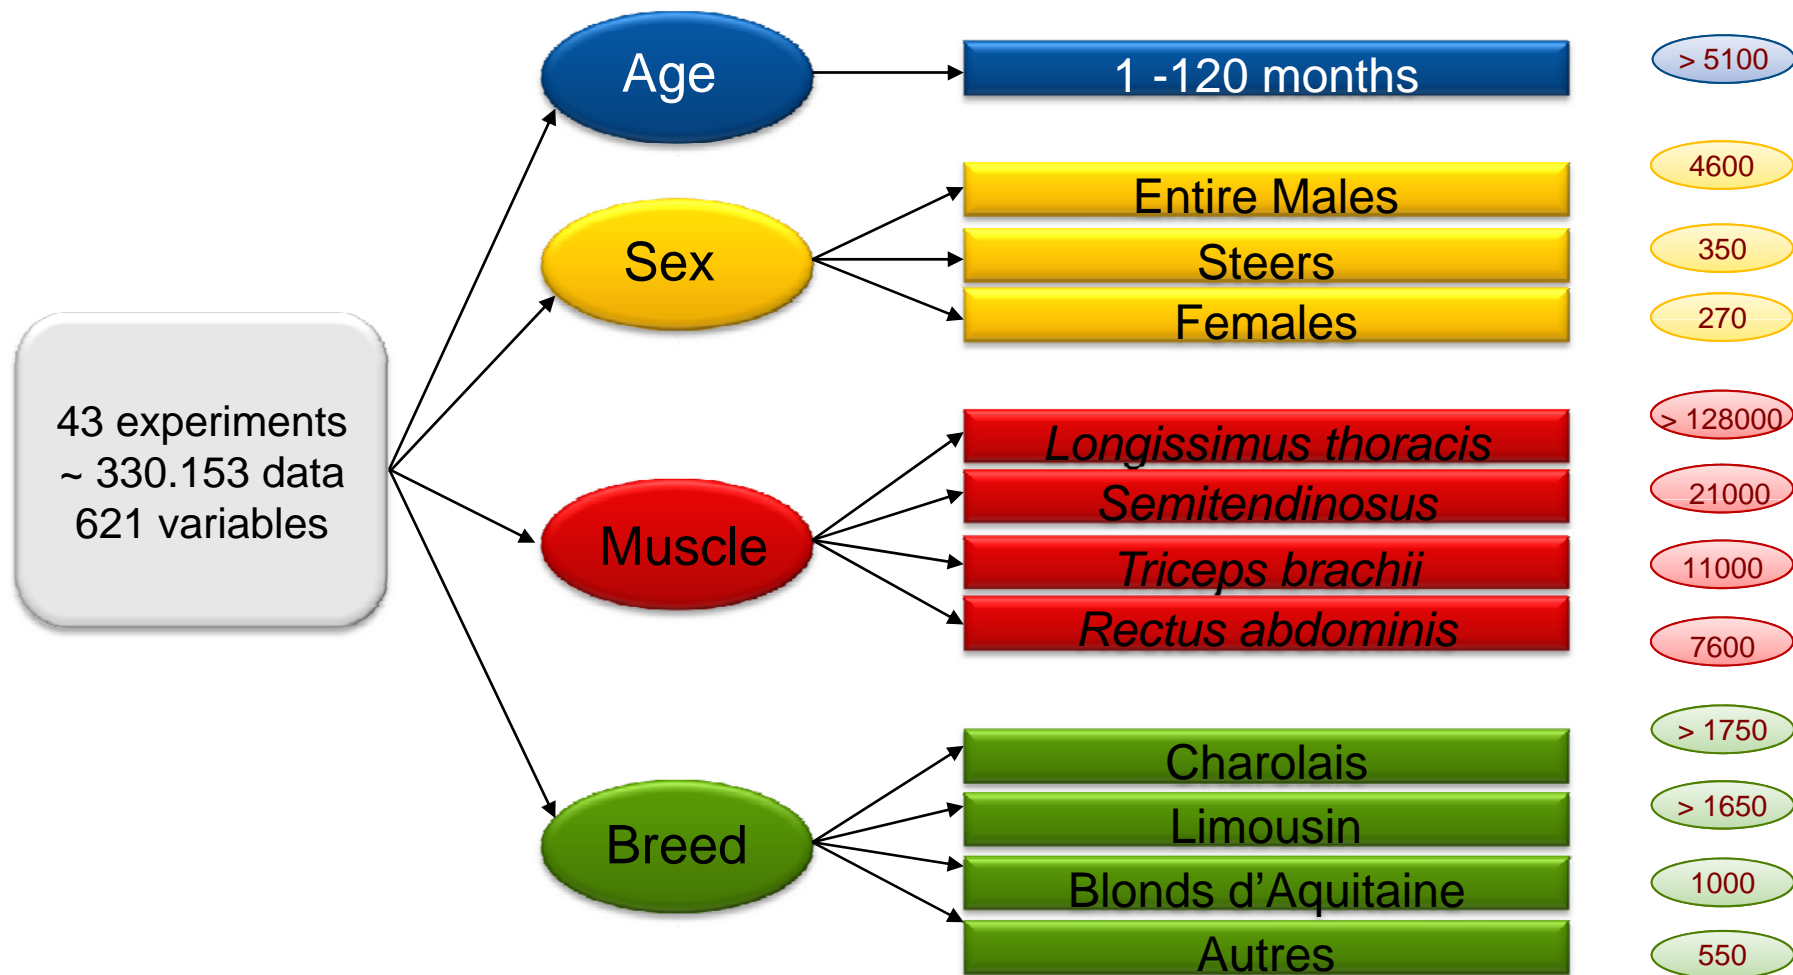 Age
1 -120 months
> 5100
Sex
Entire Males
4600
Steers
350
Females
270
43 experiments
~ 330.153 data
621 variables
Muscle
Longissimus thoracis
> 128000
Semitendinosus
21000
Triceps brachii
11000
Rectus abdominis
7600
Breed
Charolais
> 1750
Limousin
> 1650
Blonds d’Aquitaine
1000
Autres
550